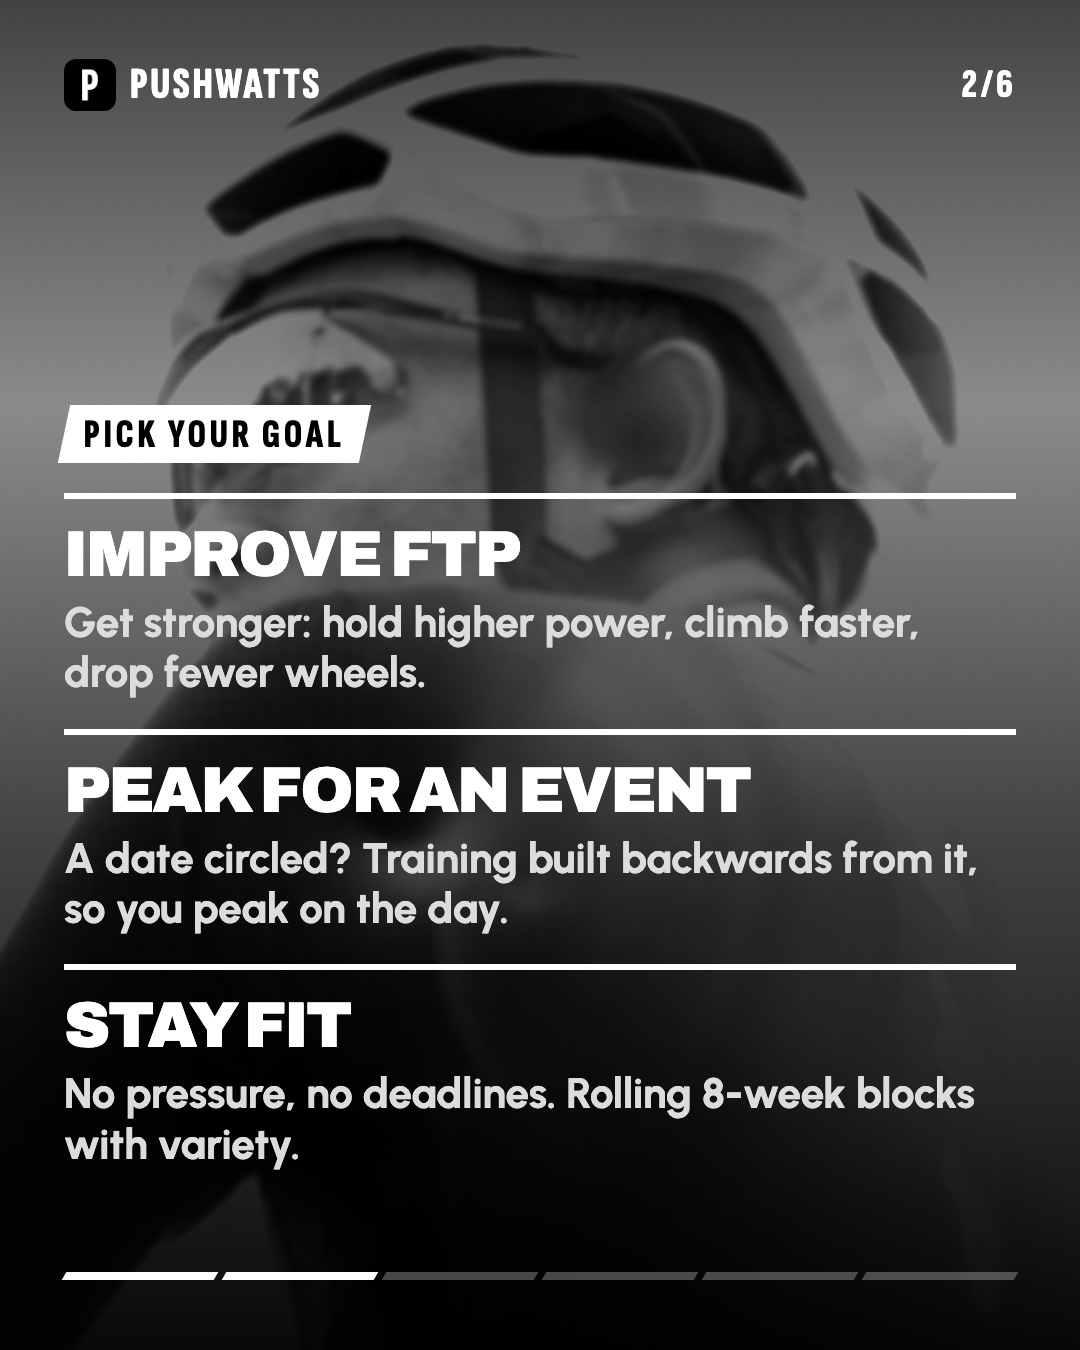 P PUSHWATTS
2/6
PICK YOUR GOAL
IMPROVE FTP
Get stronger: hold higher power, climb faster,
drop fewer wheels.
PEAK FOR AN EVENT
A date circled? Training built backwards from it,
so you peak on the day.
STAY FIT
No pressure, no deadlines. Rolling 8-week blocks
with variety.